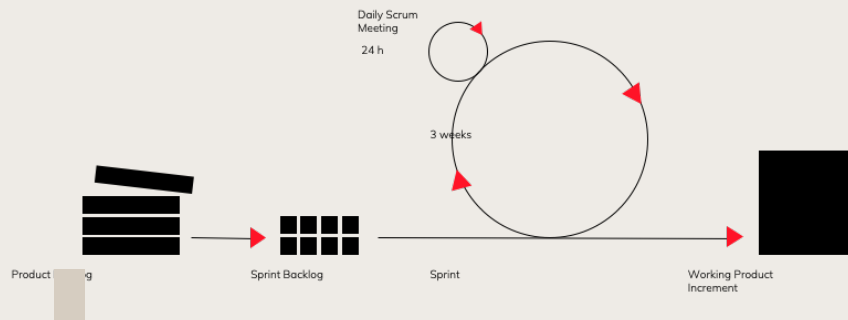 Daily Scrum
Meeting
24 h
3 weeks
Product
Sprint Backlog
Sprint
Working Product
Increment